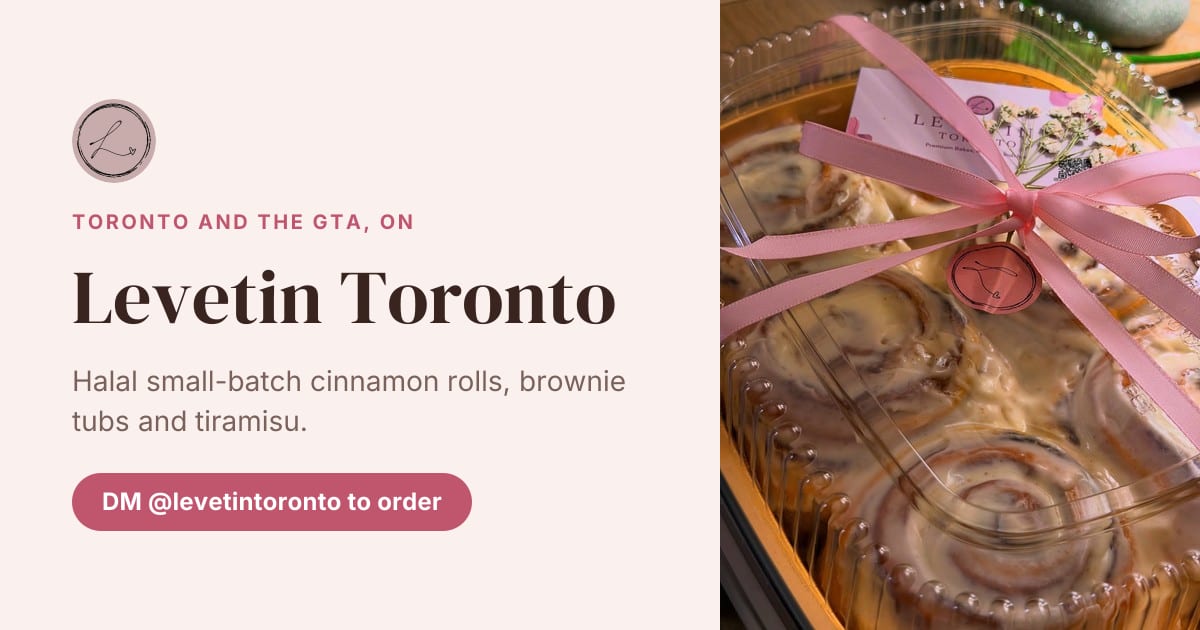 L
TORONTO AND THE GTA, ON
Levetin Toronto
Halal small-batch cinnamon rolls, brownie
tubs and tiramisu.
DM @levetintoronto to order